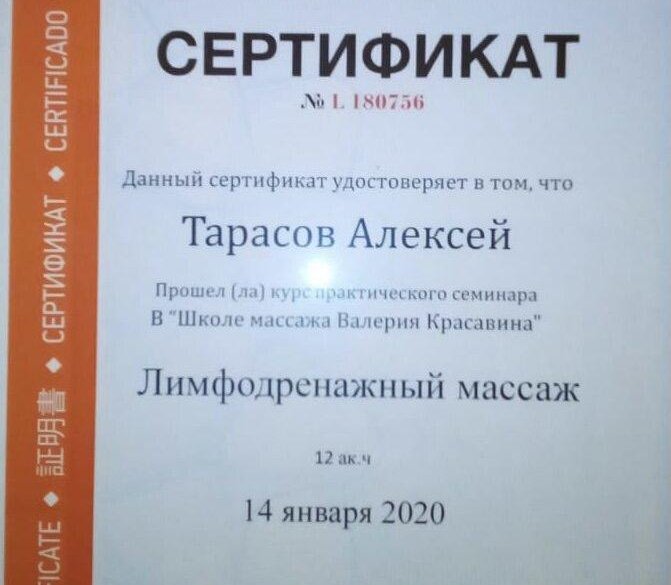 СЕРТИФИКАТ
№ L 180756
Данный сертификат удостоверяет в том, что
Тарасов Алексей
Прошел (ла) курс практического семинара
В "Школе массажа Валерия Красавина"
Лимфодренажный массаж
12 ак.ч
14 января 2020
FICATE ◆ 証明書 ◆ СЕРТИФИКАТ ◆ CERTIFICADO